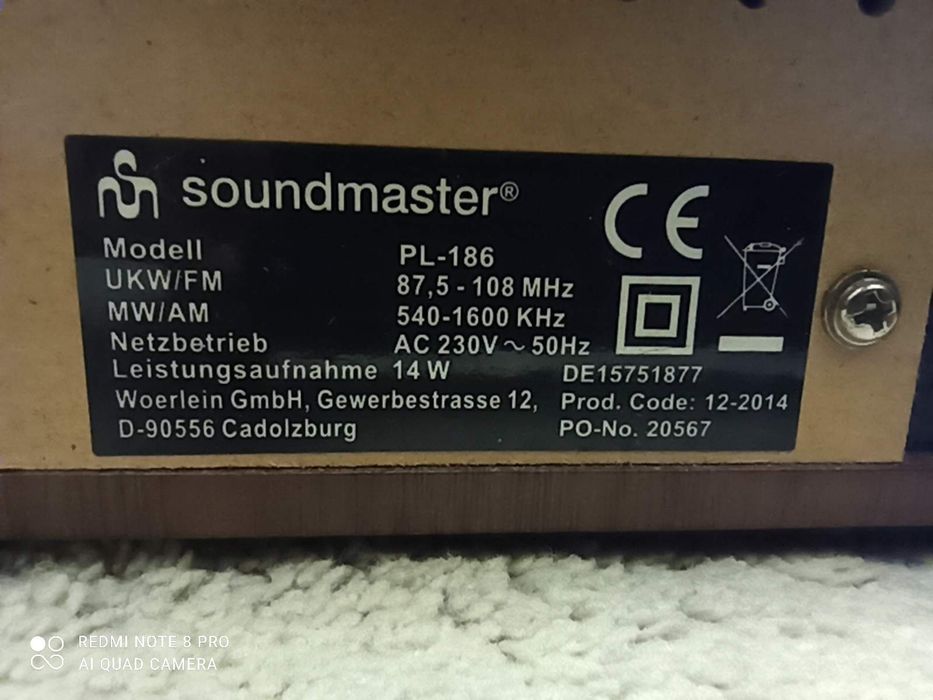 soundmaster®
CE
Modell PL-186
UKW/FM 87,5 - 108 MHz
MW/AM 540-1600 KHz
Netzbetrieb AC 230V ~ 50Hz
Leistungsaufnahme 14 W DE15751877
Woerlein GmbH, Gewerbestrasse 12, Prod. Code: 12-2014
D-90556 Cadolzburg PO-No. 20567
REDMI NOTE 8 PRO
AI QUAD CAMERA